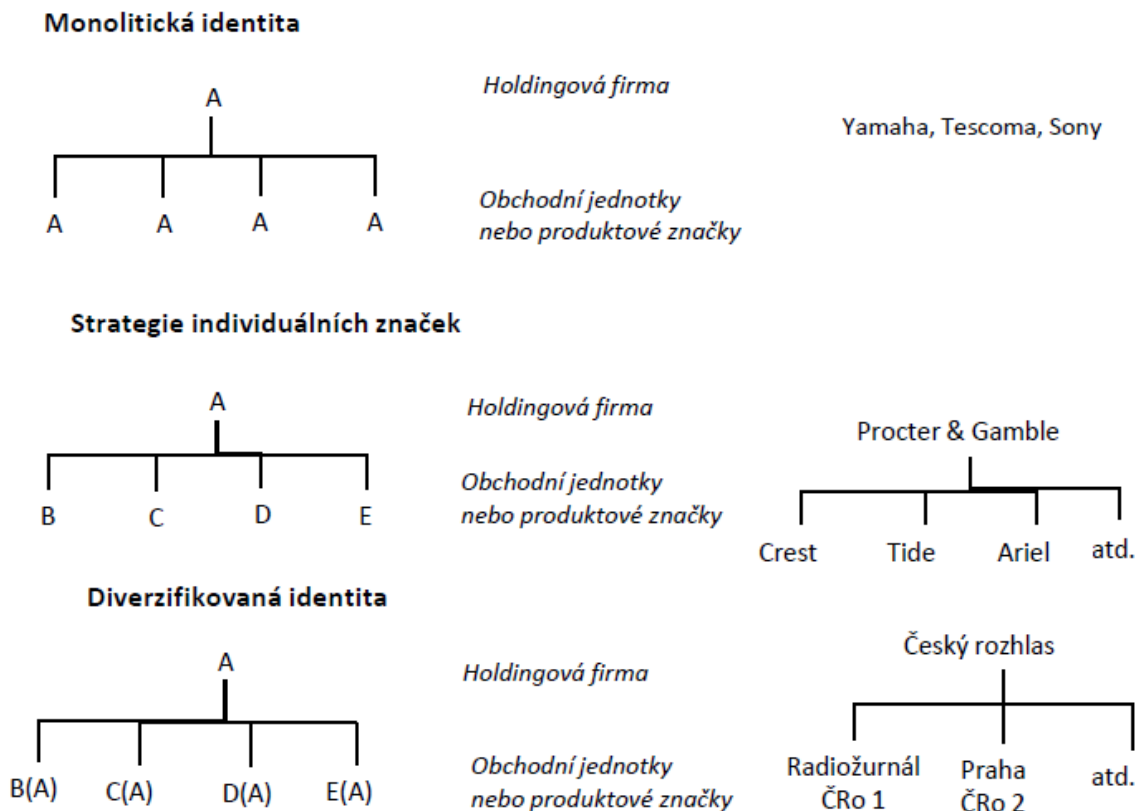 Monolitická identita
A
Holdingová firma
Yamaha, Tescoma, Sony
A A A A
Obchodní jednotky
nebo produktové značky
Strategie individuálních značek
A
Holdingová firma
Procter & Gamble
B C D E
Obchodní jednotky
nebo produktové značky
Crest Tide Ariel atd.
Diverzifikovaná identita
A
Holdingová firma
Český rozhlas
B(A) C(A) D(A) E(A)
Obchodní jednotky
nebo produktové značky
Radiožurnál Praha atd.
ČRo 1 ČRo 2